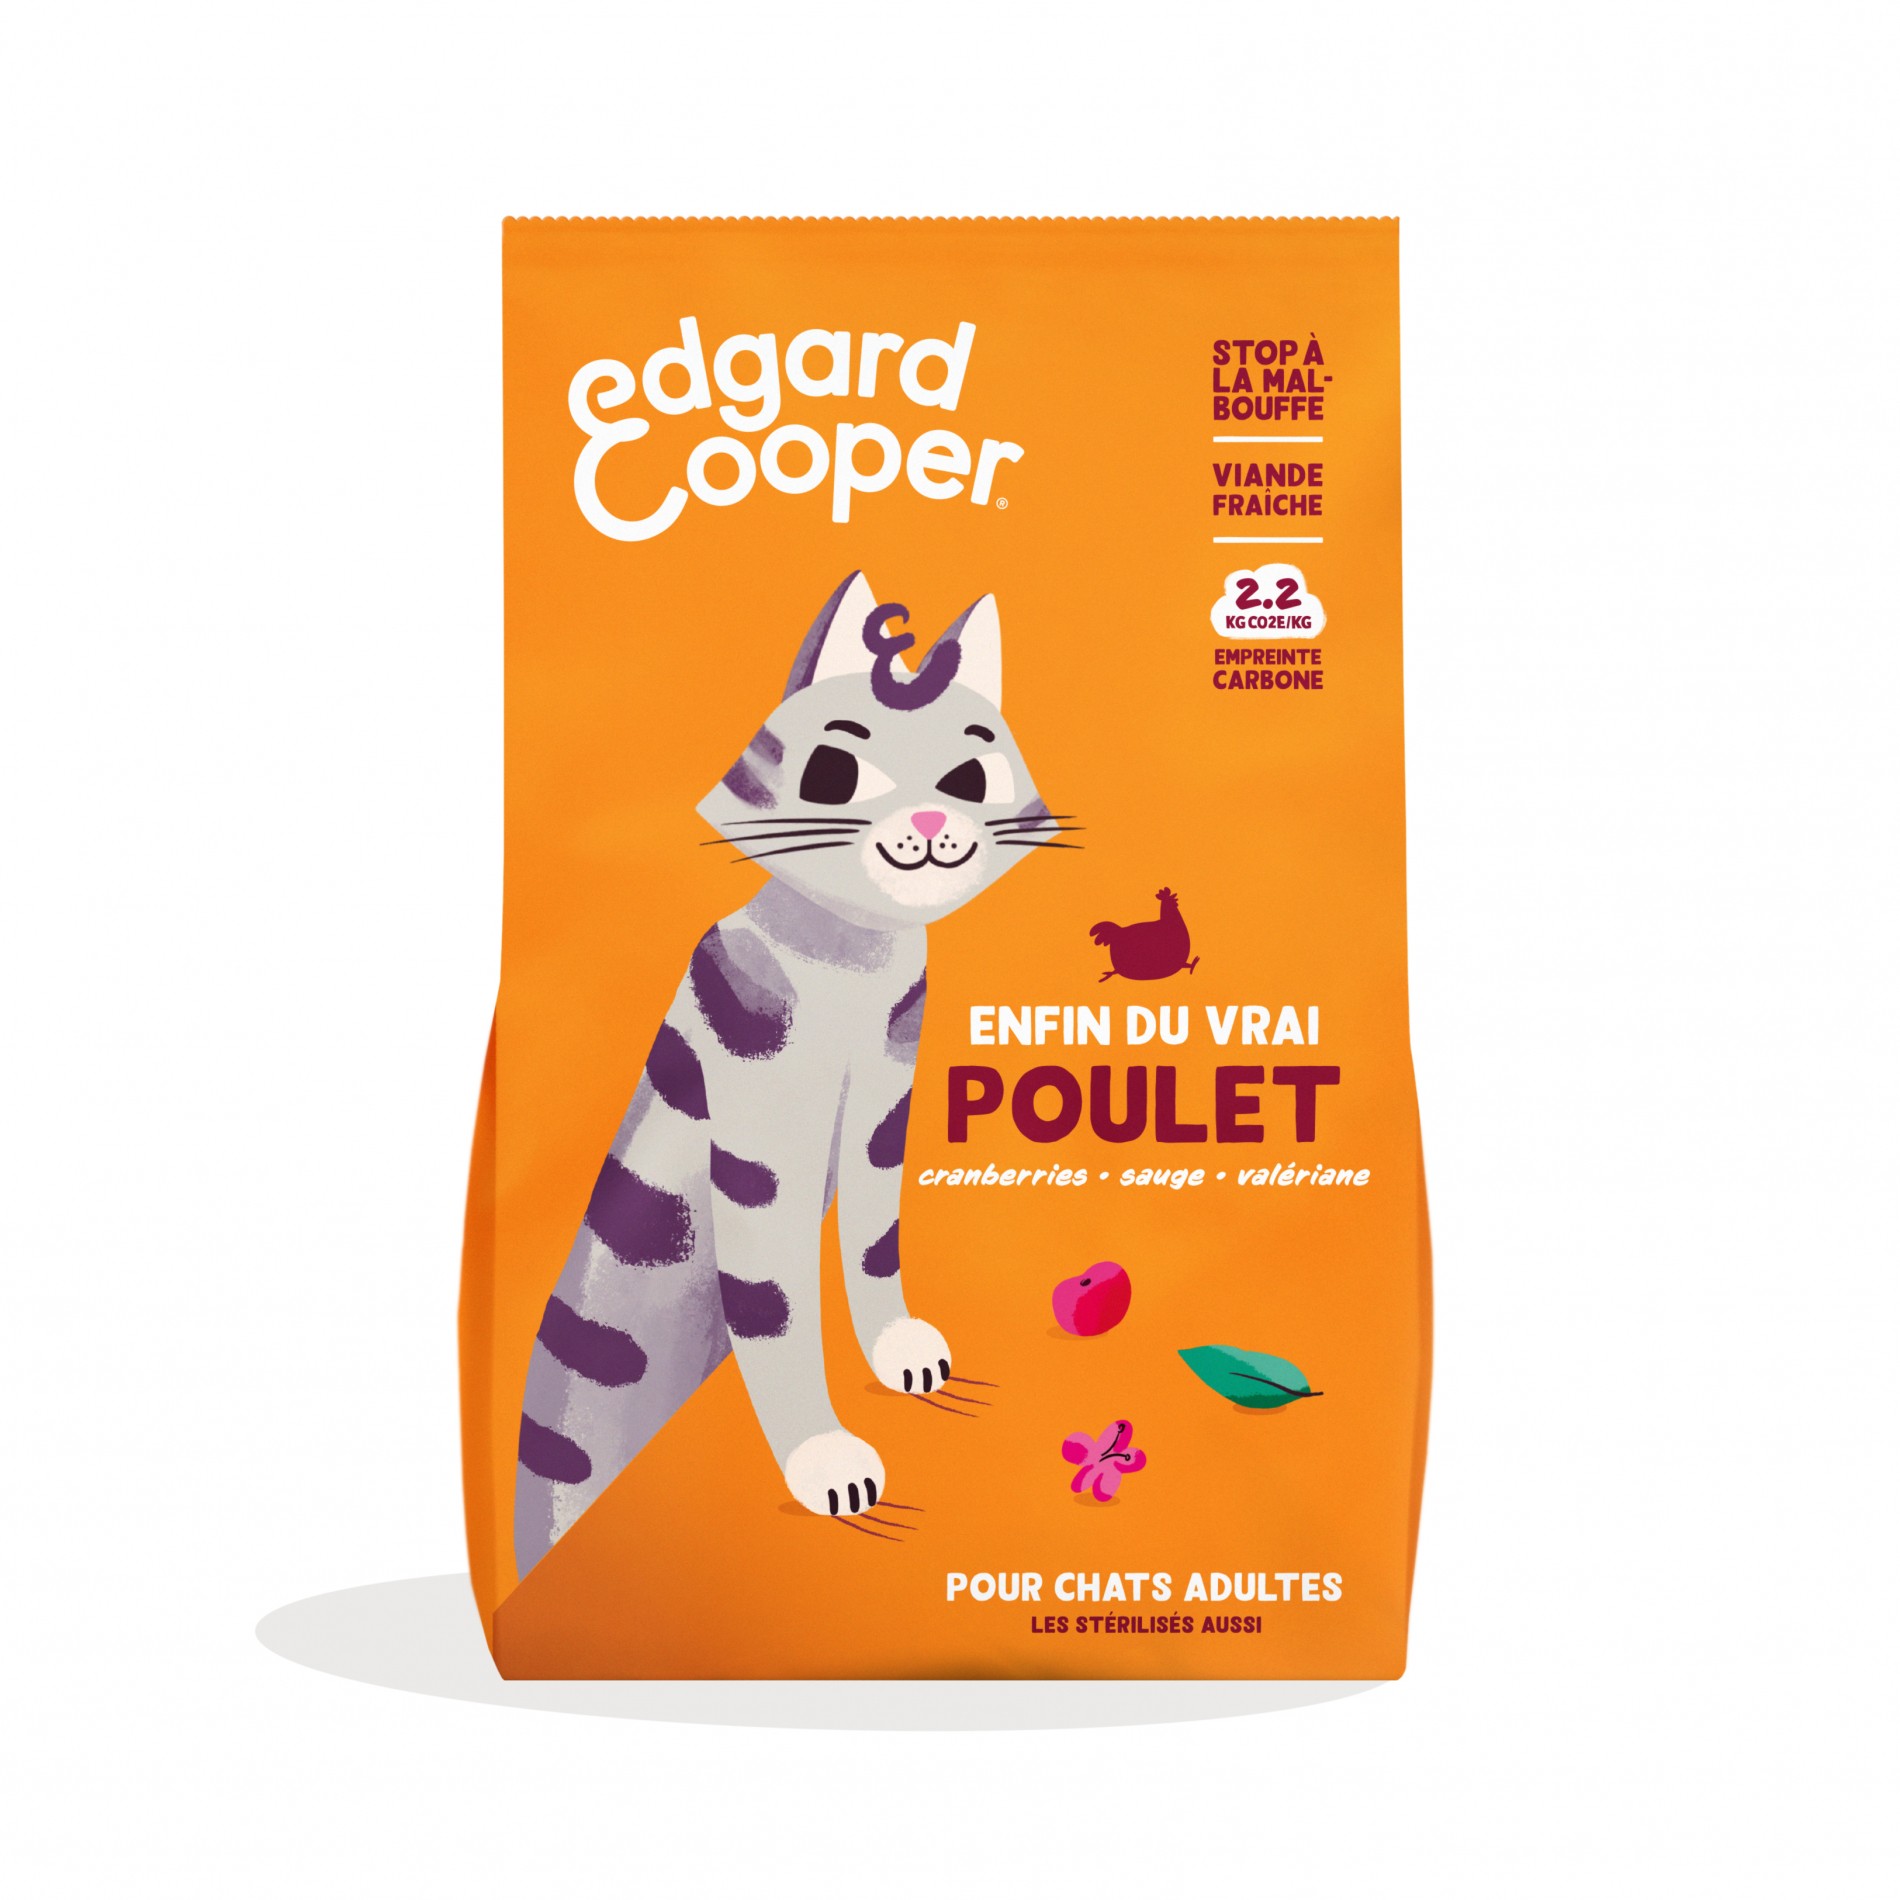 edgard
Cooper®
STOP À
LA MAL-
BOUFFE
VIANDE
FRAÎCHE
2.2
KG CO2E/KG
EMPREINTE
CARBONE
ENFIN DU VRAI
POULET
cranberries • sauge • valériane
POUR CHATS ADULTES
LES STÉRILISÉS AUSSI